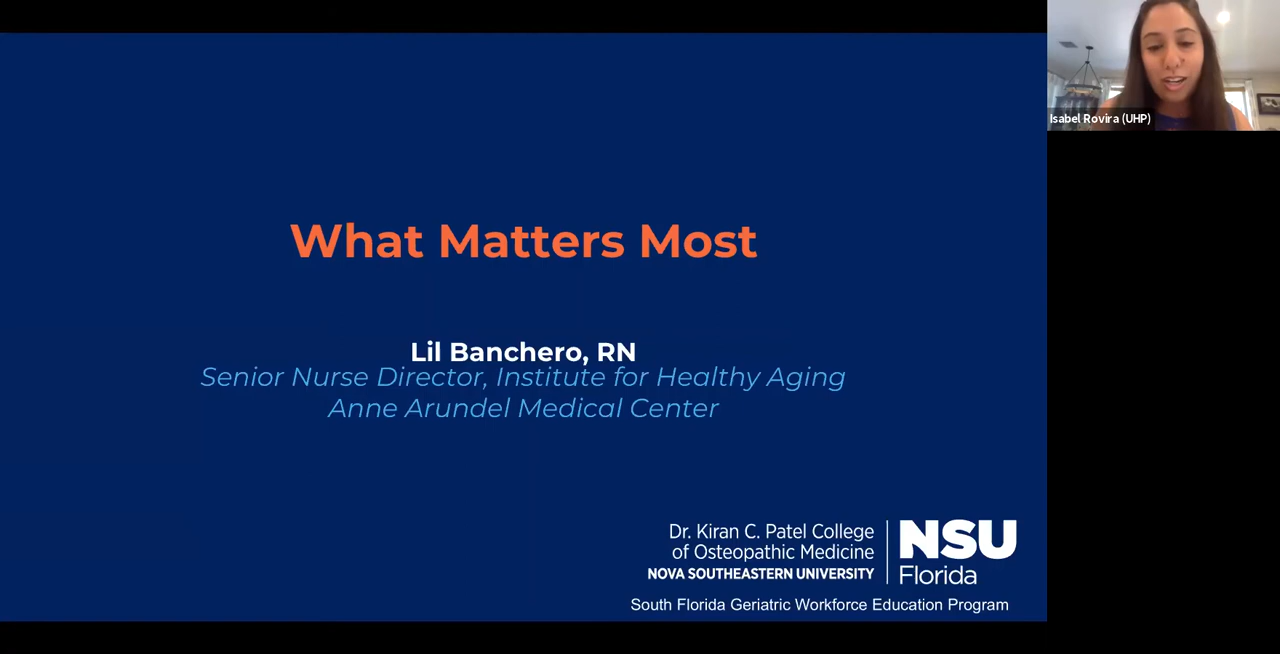 What Matters Most
Lil Banchero, RN
Senior Nurse Director, Institute for Healthy Aging
Anne Arundel Medical Center
Dr. Kiran C. Patel College
of Osteopathic Medicine
NOVA SOUTHEASTERN UNIVERSITY
NSU
Florida
South Florida Geriatric Workforce Education Program
Isabel Rovira (UHP)